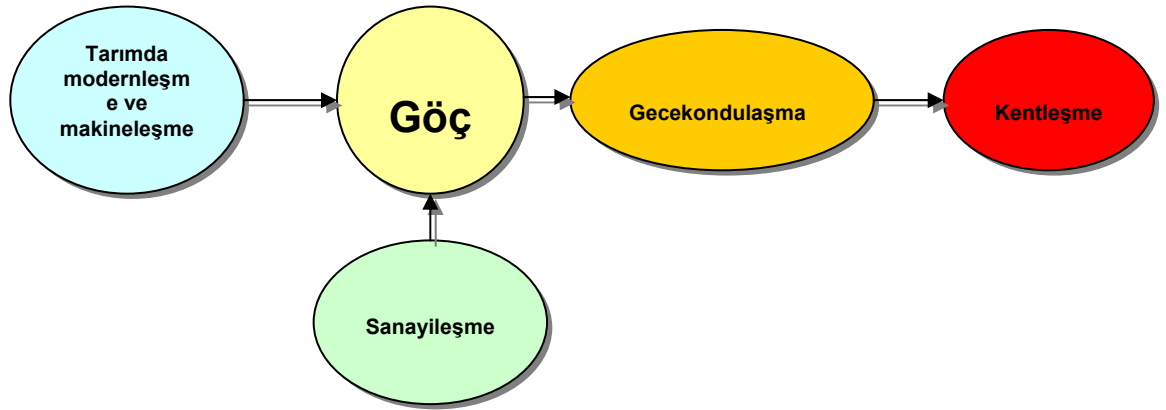 Tarımda
modernleşm
e ve
makineleşme
Göç
Gecekondulaşma
Kentleşme
Sanayileşme